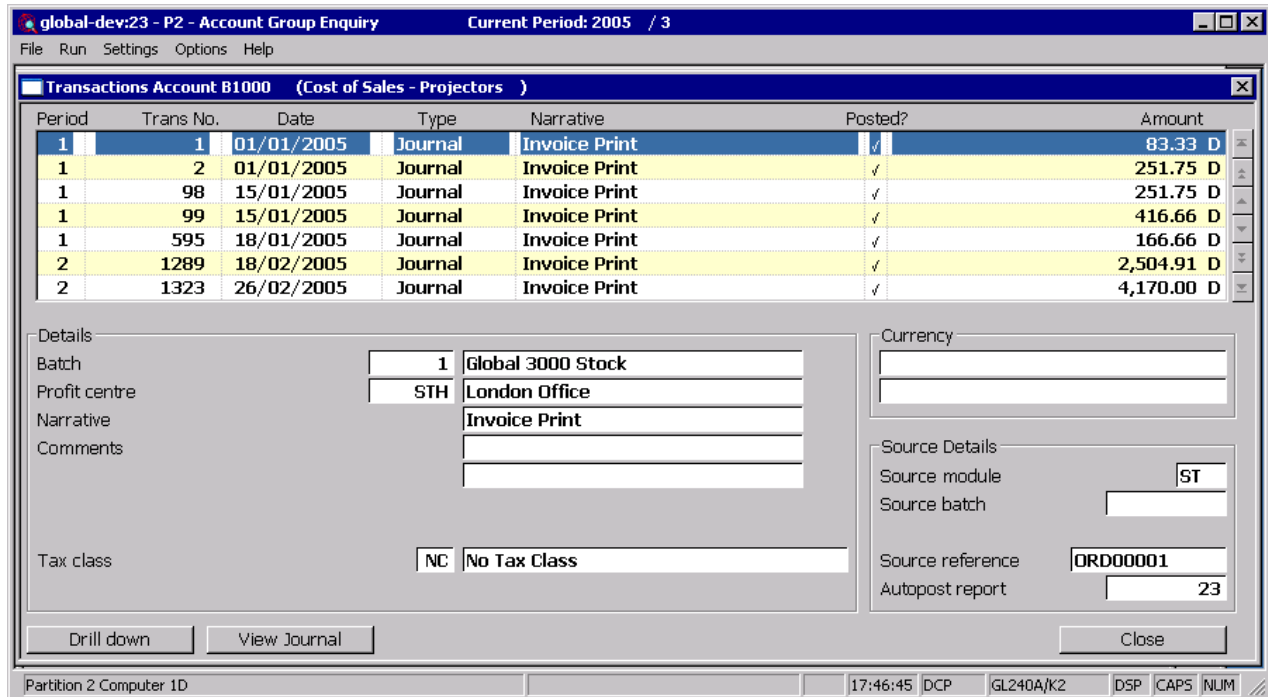 global-dev:23 - P2 - Account Group Enquiry Current Period: 2005 / 3
File Run Settings Options Help
Transactions Account B1000 (Cost of Sales - Projectors )
Period Trans No. Date Type Narrative Posted? Amount
1 1 01/01/2005 Journal Invoice Print √ 83.33 D
1 2 01/01/2005 Journal Invoice Print √ 251.75 D
1 98 15/01/2005 Journal Invoice Print √ 251.75 D
1 99 15/01/2005 Journal Invoice Print √ 416.66 D
1 595 18/01/2005 Journal Invoice Print √ 166.66 D
2 1289 18/02/2005 Journal Invoice Print √ 2,504.91 D
2 1323 26/02/2005 Journal Invoice Print √ 4,170.00 D
Details
Batch 1 Global 3000 Stock
Profit centre STH London Office
Narrative Invoice Print
Comments
Tax class NC No Tax Class
Currency
Source Details
Source module ST
Source batch
Source reference ORD00001
Autopost report 23
Drill down View Journal Close
Partition 2 Computer 1D 17:46:45 DCP GL240A/K2 DSP CAPS NUM